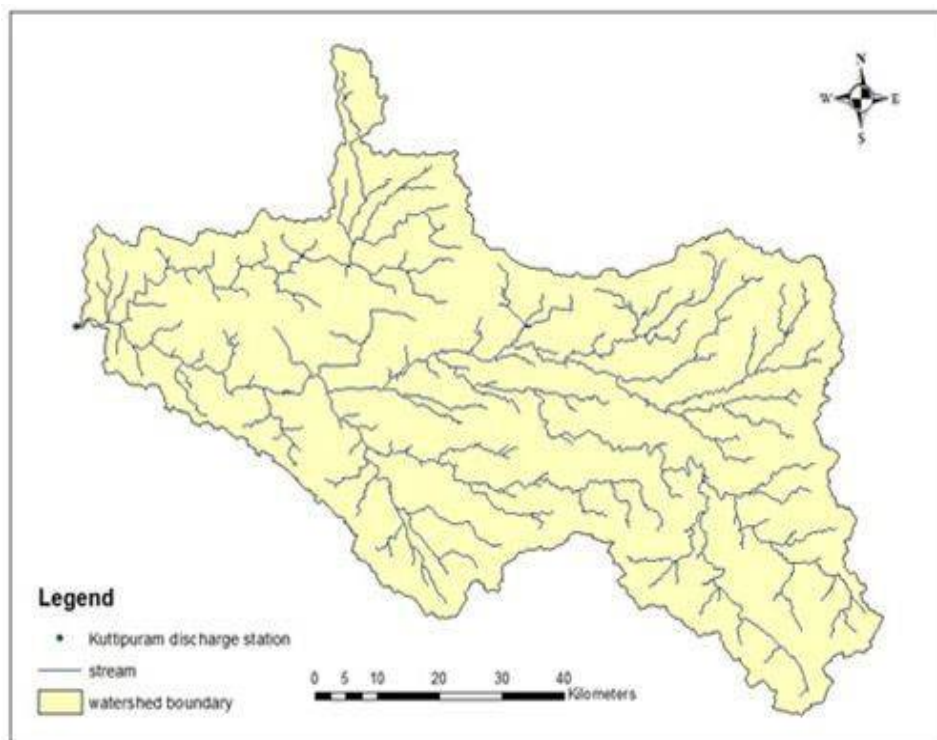 N
W E
S
Legend
Kuttipuram discharge station
stream
watershed boundary
0 5 10 20 30 40
Kilometers